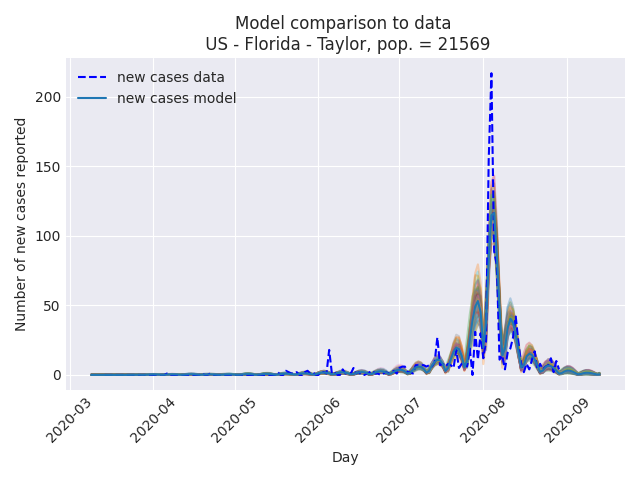 Model comparison to data
US - Florida - Taylor, pop. = 21569
new cases data
new cases model
Number of new cases reported
200
150
100
50
0
2020-03
2020-04
2020-05
2020-06
2020-07
2020-08
2020-09
Day